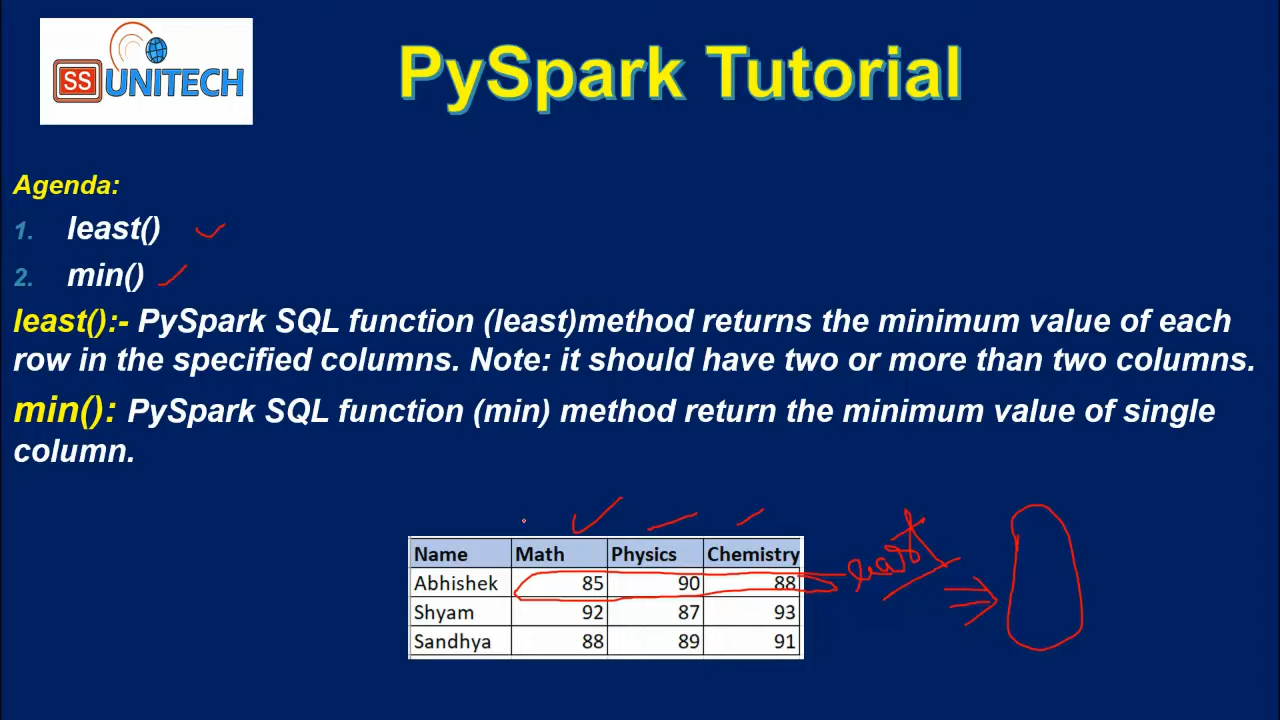 SS UNITECH
PySpark Tutorial
Agenda:
1. least()
2. min()
least():- PySpark SQL function (least)method returns the minimum value of each
row in the specified columns. Note: it should have two or more than two columns.
min(): PySpark SQL function (min) method return the minimum value of single
column.
Name Math Physics Chemistry
Abhishek 85 90 88
Shyam 92 87 93
Sandhya 88 89 91
least